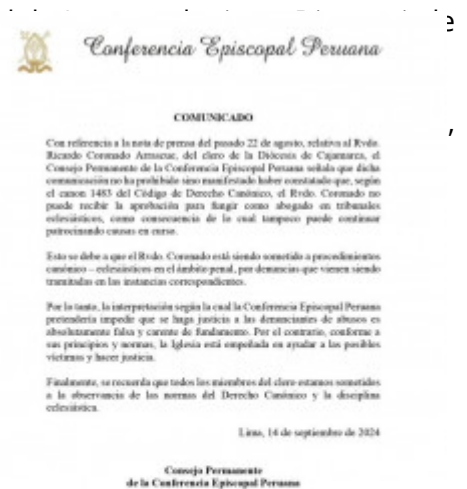 Conferencia Episcopal Peruana
COMUNICADO
Con referencia a la nota de prensa del pasado 22 de agosto, relativa al Rvdo.
Ricardo Coronado Arrascue, del clero de la Diócesis de Cajamarca, el
Consejo Permanente de la Conferencia Episcopal Peruana señala que dicha
comunicación no ha prohibido sino manifestado haber constatado que, según
el canon 1483 del Código de Derecho Canónico, el Rvdo. Coronado no
puede recibir la aprobación para fungir como abogado en tribunales
eclesiásticos, como consecuencia de lo cual tampoco puede continuar
patrocinando causas en curso.
Esto se debe a que el Rvdo. Coronado está siendo sometido a procedimientos
canónico – eclesiásticos en el ámbito penal, por denuncias que vienen siendo
tramitadas en las instancias correspondientes.
Por lo tanto, la interpretación según la cual la Conferencia Episcopal Peruana
pretendería impedir que se haga justicia a las denunciantes de abusos es
absolutamente falsa y carente de fundamento. Por el contrario, conforme a
sus principios y normas, la Iglesia está empeñada en ayudar a las posibles
víctimas y hacer justicia.
Finalmente, se recuerda que todos los miembros del clero estamos sometidos
a la observancia de las normas del Derecho Canónico y la disciplina
eclesiástica.
Lima, 14 de septiembre de 2024
Consejo Permanente
de la Conferencia Episcopal Peruana